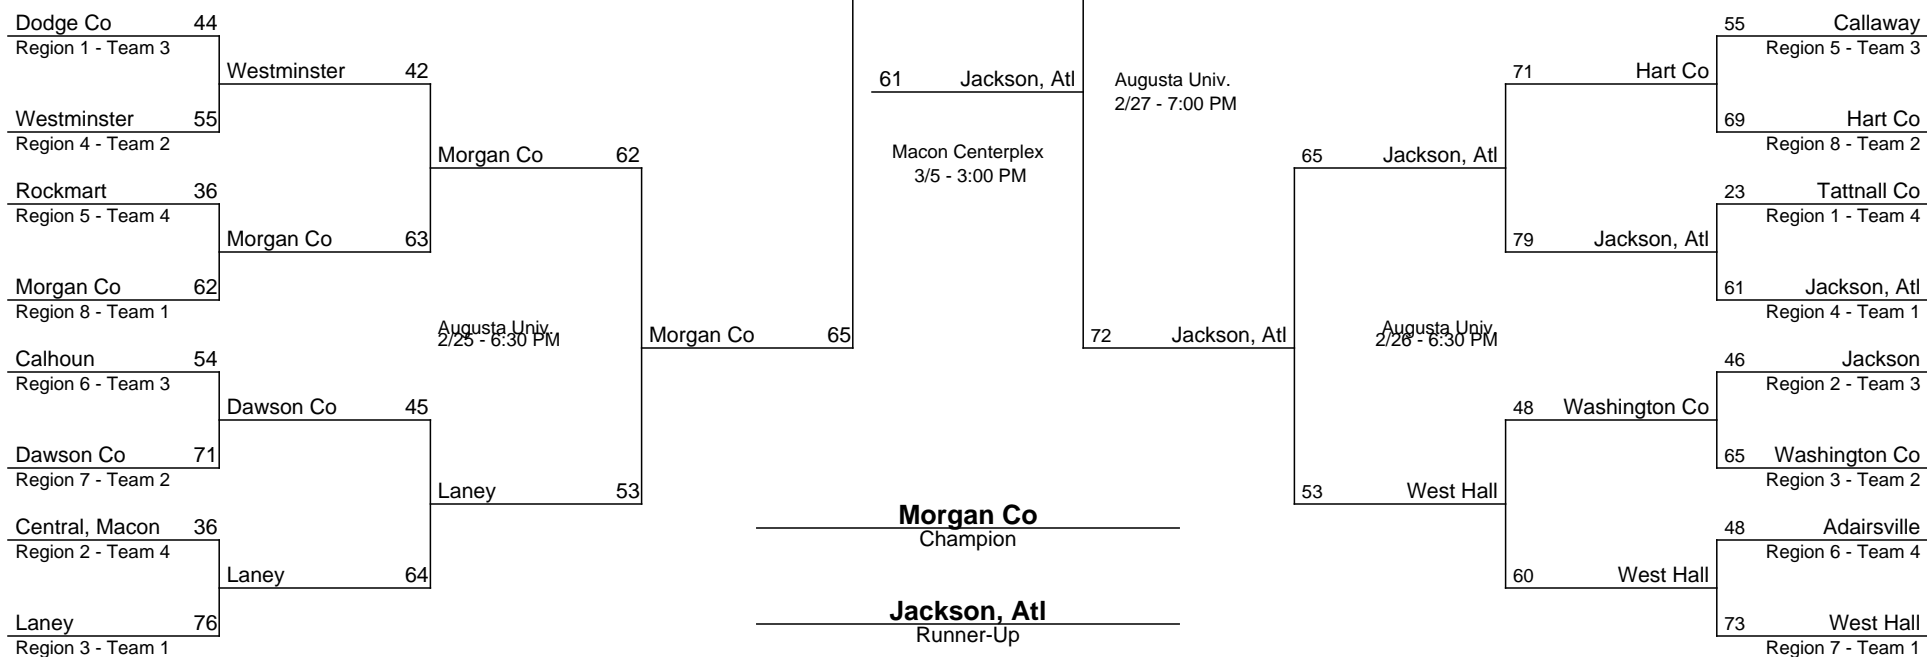 Dodge Co 44
Region 1 - Team 3
Westminster 42
Westminster 55
Region 4 - Team 2
Morgan Co 62
Rockmart 36
Region 5 - Team 4
Morgan Co 63
Morgan Co 62
Region 8 - Team 1
Augusta Univ.
2/25 - 6:30 PM
Morgan Co 65
Calhoun 54
Region 6 - Team 3
Dawson Co 45
Dawson Co 71
Region 7 - Team 2
Laney 53
Central, Macon 36
Region 2 - Team 4
Laney 64
Laney 76
Region 3 - Team 1
61 Jackson, Atl
Macon Centerplex
3/5 - 3:00 PM
Augusta Univ.
2/27 - 7:00 PM
Morgan Co
Champion
Jackson, Atl
Runner-Up
72 Jackson, Atl
65 Jackson, Atl
Augusta Univ.
2/26 - 6:30 PM
53 West Hall
71 Hart Co
79 Jackson, Atl
48 Washington Co
60 West Hall
55 Callaway
Region 5 - Team 3
69 Hart Co
Region 8 - Team 2
23 Tattnall Co
Region 1 - Team 4
61 Jackson, Atl
Region 4 - Team 1
46 Jackson
Region 2 - Team 3
65 Washington Co
Region 3 - Team 2
48 Adairsville
Region 6 - Team 4
73 West Hall
Region 7 - Team 1